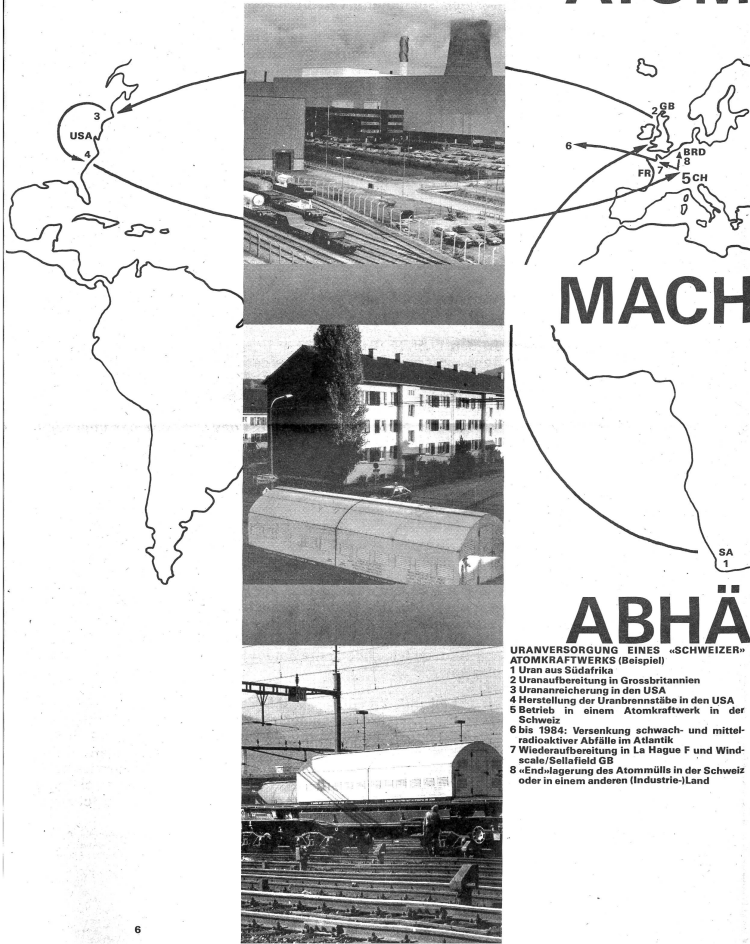 ATOM
3
USA
4
2 GB
6
BRD
7
8
FR
5 CH
MACH
SA
1
ABHÄ
URANVERSORGUNG EINES «SCHWEIZER»
ATOMKRAFTWERKS (Beispiel)
1 Uran aus Südafrika
2 Uranaufbereitung in Grossbritannien
3 Urananreicherung in den USA
4 Herstellung der Uranbrennstäbe in den USA
5 Betrieb in einem Atomkraftwerk in der
Schweiz
6 bis 1984: Versenkung schwach- und mittel-
radioaktiver Abfälle im Atlantik
7 Wiederaufbereitung in La Hague F und Wind-
scale/Sellafield GB
8 «End»lagerung des Atommülls in der Schweiz
oder in einem anderen (Industrie-)Land
6